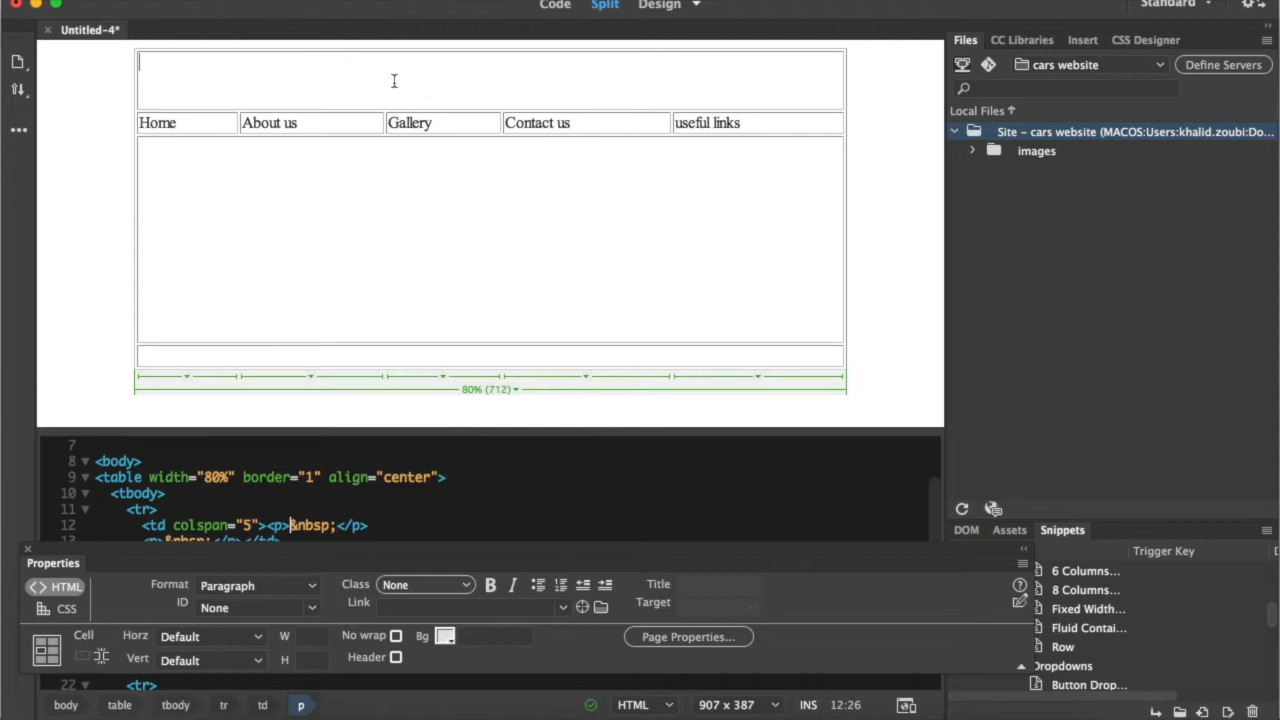 Code Split Design Standard
Untitled-4*
Files CC Libraries Insert CSS Designer
cars website Define Servers
Local Files
Home About us Gallery Contact us useful links
Site – cars website (MACOS:Users:khalid.zoubi:Do...
images
80% (712)
7
8 <body>
9 <table width="80%" border="1" align="center">
10 <tbody>
11 <tr>
12 <td colspan="5"><p>&nbsp;</p>
13 <p>&nbsp;</p></td>
DOM Assets Snippets
Trigger Key
Properties
<> HTML Format Paragraph Class None B I Title
CSS ID None Link Target
Cell Horz Default W No wrap Bg Page Properties...
Vert Default H Header
6 Columns...
8 Columns...
Fixed Width...
Fluid Contai...
Row
Dropdowns
Button Drop...
22 <tr>
body table tbody tr td p HTML 907 x 387 INS 12:26